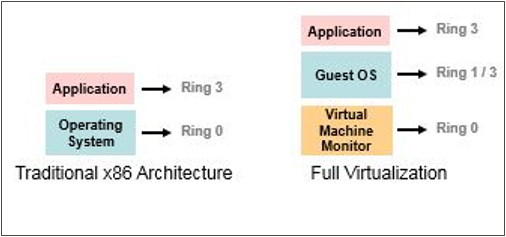 Application Ring 3
Operating
System Ring 0
Traditional x86 Architecture
Application Ring 3
Guest OS Ring 1 / 3
Virtual
Machine
Monitor Ring 0
Full Virtualization